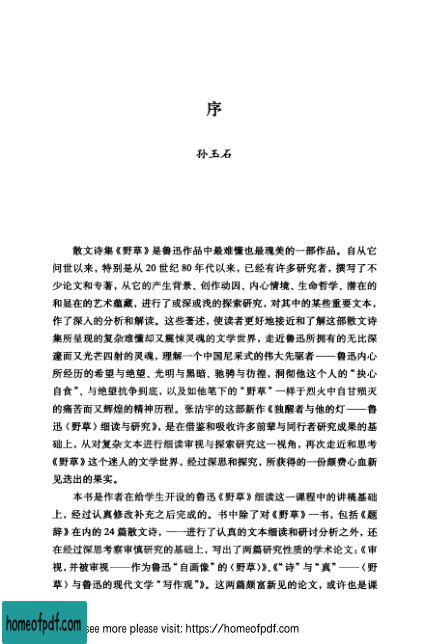 序
孙玉石
散文诗集《野草》是鲁迅作品中最难懂也最瑰美的一部作品。自从它
问世以来，特别是从 20 世纪 80 年代以来，已经有许多研究者，撰写了不
少论文和专著，从它的产生背景、创作动因、内心情境、生命哲学、潜在的
和显在的艺术蕴藏，进行了或深或浅的探索研究，对其中的某些重要文本，
作了深入的分析和解读。这些著述，使读者更好地接近和了解这部散文诗
集所呈现的复杂难懂却又震悚灵魂的文学世界，走近鲁迅所拥有的无比深
邃而又光芒四射的灵魂，理解一个中国尼采式的伟大先驱者——鲁迅内心
所经历的希望与绝望、光明与黑暗、驰骋与彷徨，洞彻他这个人的“抉心
自食”、与绝望抗争到底，以及如他笔下的“野草”一样于烈火中自甘殒灭
的痛苦而又辉煌的精神历程。张洁宇的这部新作《独醒者与他的灯——鲁
迅〈野草〉细读与研究》，是在借鉴和吸收许多前辈与同行者研究成果的基
础上，从对复杂文本进行细读审视与探索研究这一视角，再次走近和思考
《野草》这个迷人的文学世界，经过深思和探究，所获得的一份颇费心血新
见迭出的果实。
本书是作者在给学生开设的鲁迅《野草》细读这一课程中的讲稿基础
上，经过认真修改补充之后完成的。书中除了对《野草》一书，包括《题
辞》在内的 24 篇散文诗，一一进行了认真的文本细读和研讨分析之外，还
在经过深思考察审慎研究的基础上，写出了两篇研究性质的学术论文：《审
视，并被审视——作为鲁迅“自画像”的〈野草〉》、《“诗”与“真”——〈野
草〉与鲁迅的现代文学“写作观”》。这两篇颇富新见的论文，或许也是课
homeofpdf.com
see more please visit: https://homeofpdf.com